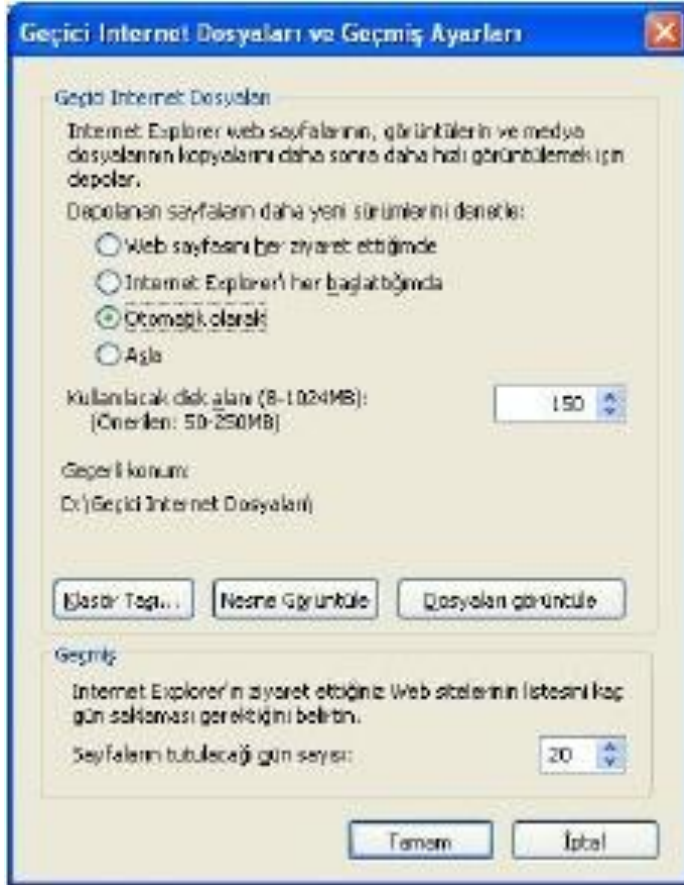 Geçici Internet Dosyaları ve Geçmiş Ayarları
Geçici Internet Dosyaları
Internet Explorer web sayfalarının, görüntülerin ve medya
dosyalarının kopyalarını daha sonra daha hızlı görüntülemek için
depolar.
Depolanan sayfaların daha yeni sürümlerini denetle:
Web sayfasını her ziyaret ettiğimde
Internet Explorer'ı her başlattığımda
Otomatik olarak
Asla
Kullanılacak disk alanı (8-1024MB):
150
(Önerilen: 50-250MB)
Geçerli konum:
D:\Geçici Internet Dosyaları\
Klasör Taşı...
Nesne Görüntüle
Dosyaları görüntüle
Geçmiş
Internet Explorer'ın ziyaret ettiğiniz Web sitelerinin listesini kaç
gün saklaması gerektiğini belirtin.
Sayfaların tutulacağı gün sayısı:
20
Tamam
İptal